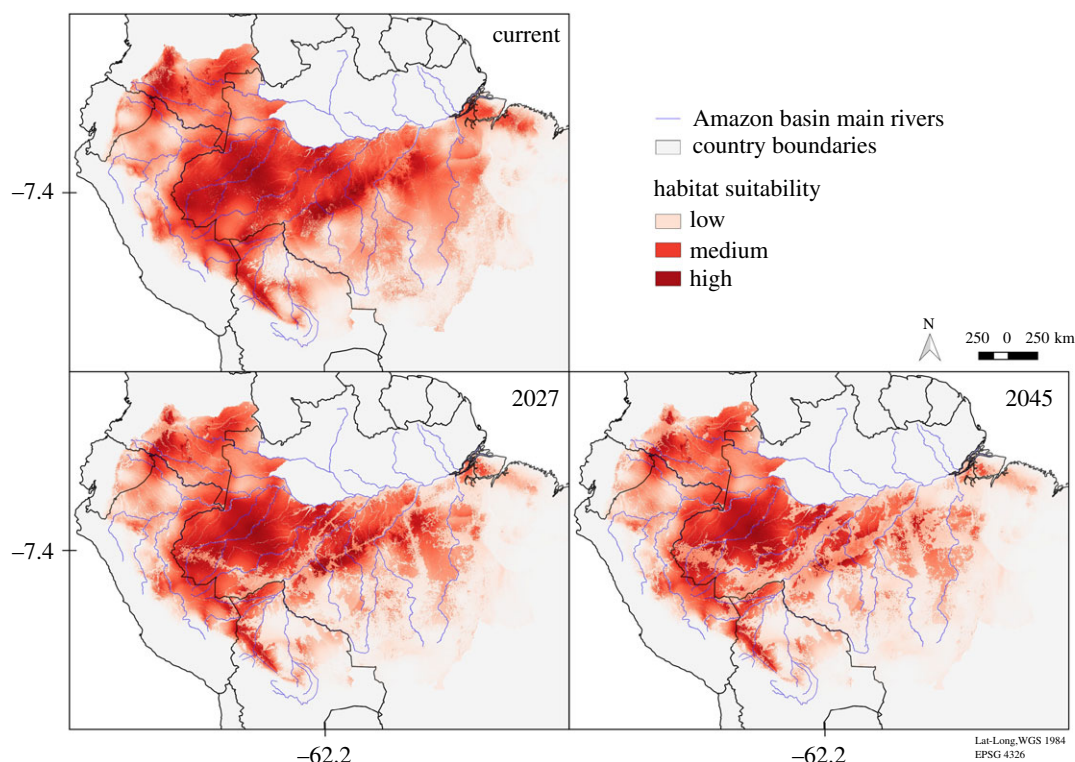 current
Amazon basin main rivers
country boundaries
habitat suitability
low
medium
high
−7.4
N
250 0 250 km
2027
2045
−7.4
−62.2
−62.2
Lat-Long,WGS 1984
EPSG 4326